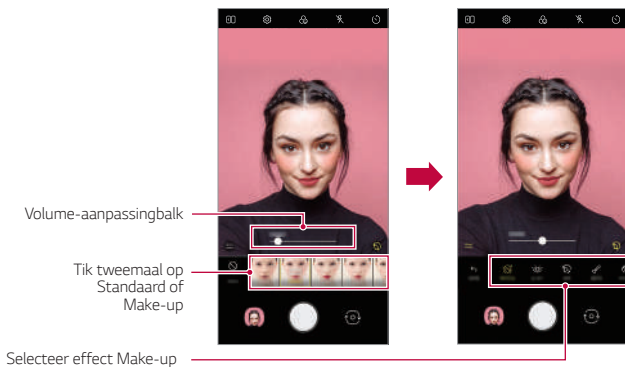 Volume-aanpassingbalk
Tik tweemaal op
Standaard of
Make-up
Selecteer effect Make-up